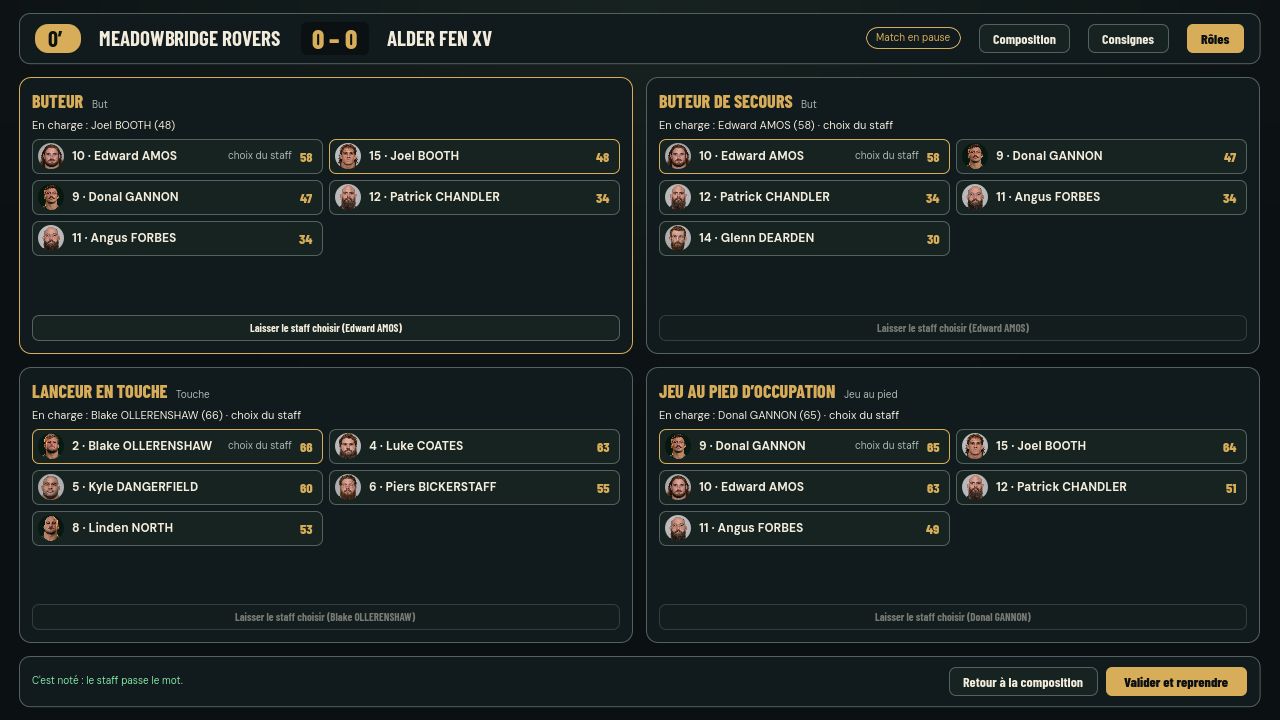 0’ MEADOWBRIDGE ROVERS 0 – 0 ALDER FEN XV Match en pause Composition Consignes Rôles
BUTEUR But
En charge : Joel BOOTH (48)
10 · Edward AMOS choix du staff 58
15 · Joel BOOTH 48
9 · Donal GANNON 47
12 · Patrick CHANDLER 34
11 · Angus FORBES 34
Laisser le staff choisir (Edward AMOS)
BUTEUR DE SECOURS But
En charge : Edward AMOS (58) · choix du staff
10 · Edward AMOS choix du staff 58
9 · Donal GANNON 47
12 · Patrick CHANDLER 34
11 · Angus FORBES 34
14 · Glenn DEARDEN 30
Laisser le staff choisir (Edward AMOS)
LANCEUR EN TOUCHE Touche
En charge : Blake OLLERENSHAW (66) · choix du staff
2 · Blake OLLERENSHAW choix du staff 66
4 · Luke COATES 63
5 · Kyle DANGERFIELD 60
6 · Piers BICKERSTAFF 55
8 · Linden NORTH 53
Laisser le staff choisir (Blake OLLERENSHAW)
JEU AU PIED D’OCCUPATION Jeu au pied
En charge : Donal GANNON (65) · choix du staff
9 · Donal GANNON choix du staff 65
15 · Joel BOOTH 64
10 · Edward AMOS 63
12 · Patrick CHANDLER 51
11 · Angus FORBES 49
Laisser le staff choisir (Donal GANNON)
C’est noté : le staff passe le mot.
Retour à la composition
Valider et reprendre